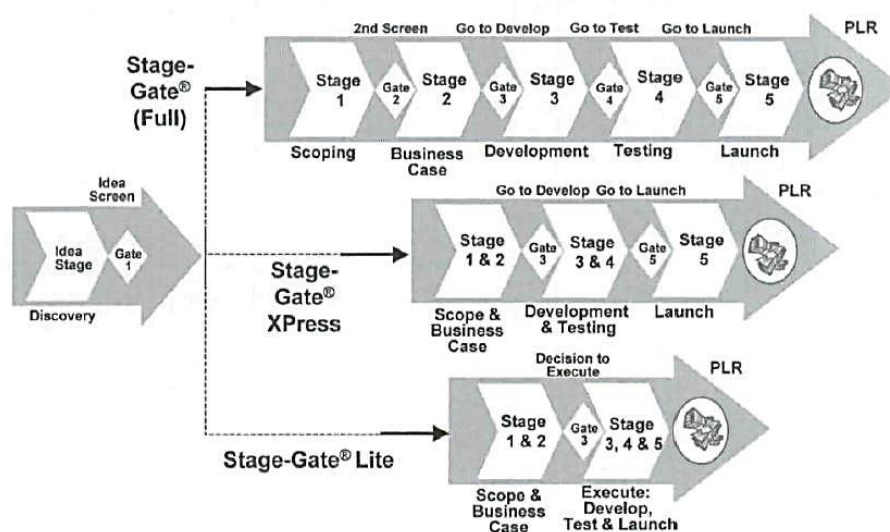 2nd Screen Go to Develop Go to Test Go to Launch PLR
Stage-
Gate®
(Full)
Stage
1
Gate
2
Stage
2
Gate
3
Stage
3
Gate
4
Stage
4
Gate
5
Stage
5
Scoping
Business
Case
Development
Testing
Launch
Idea
Screen
Idea
Stage
Gate
1
Discovery
Go to Develop Go to Launch PLR
Stage-
Gate®
XPress
Stage
1 & 2
Gate
3
Stage
3 & 4
Gate
5
Stage
5
Scope &
Business
Case
Development
& Testing
Launch
Decision to
Execute
PLR
Stage-Gate® Lite
Stage
1 & 2
Gate
3
Stage
3, 4 & 5
Scope &
Business
Case
Execute:
Develop,
Test & Launch